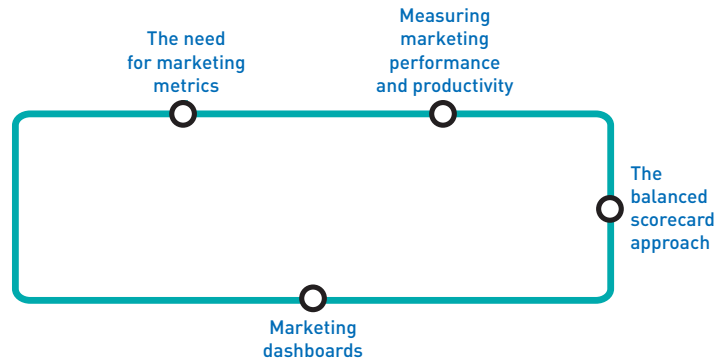 The need
for marketing
metrics
Measuring
marketing
performance
and productivity
The
balanced
scorecard
approach
Marketing
dashboards